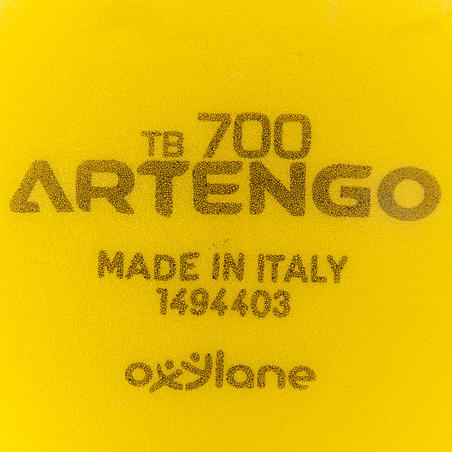 TB 700
ARTENGO
MADE IN ITALY
1494403
oxylane